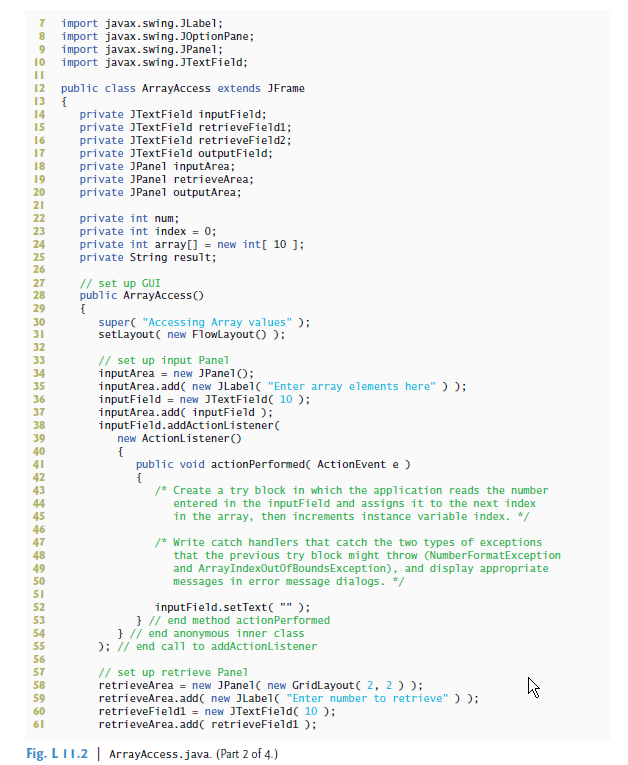 7 import javax.swing.JLabel;
8 import javax.swing.JOptionPane;
9 import javax.swing.JPanel;
10 import javax.swing.JTextField;
11
12 public class ArrayAccess extends JFrame
13 {
14 private JTextField inputField;
15 private JTextField retrieveField1;
16 private JTextField retrieveField2;
17 private JTextField outputField;
18 private JPanel inputArea;
19 private JPanel retrieveArea;
20 private JPanel outputArea;
21
22 private int num;
23 private int index = 0;
24 private int array[] = new int[ 10 ];
25 private String result;
26
27 // set up GUI
28 public ArrayAccess()
29 {
30 super( "Accessing Array values" );
31 setLayout( new FlowLayout() );
32
33 // set up input Panel
34 inputArea = new JPanel();
35 inputArea.add( new JLabel( "Enter array elements here" ) );
36 inputField = new JTextField( 10 );
37 inputArea.add( inputField );
38 inputField.addActionListener(
39 new ActionListener()
40 {
41 public void actionPerformed( ActionEvent e )
42 {
43 /* Create a try block in which the application reads the number
44 entered in the inputField and assigns it to the next index
45 in the array, then increments instance variable index. */
46
47 /* Write catch handlers that catch the two types of exceptions
48 that the previous try block might throw (NumberFormatException
49 and ArrayIndexOutOfBoundsException), and display appropriate
50 messages in error message dialogs. */
51
52 inputField.setText( "" );
53 } // end method actionPerformed
54 } // end anonymous inner class
55 ); // end call to addActionListener
56
57 // set up retrieve Panel
58 retrieveArea = new JPanel( new GridLayout( 2, 2 ) );
59 retrieveArea.add( new JLabel( "Enter number to retrieve" ) );
60 retrieveField1 = new JTextField( 10 );
61 retrieveArea.add( retrieveField1 );
Fig. L 11.2 | ArrayAccess.java. (Part 2 of 4.)